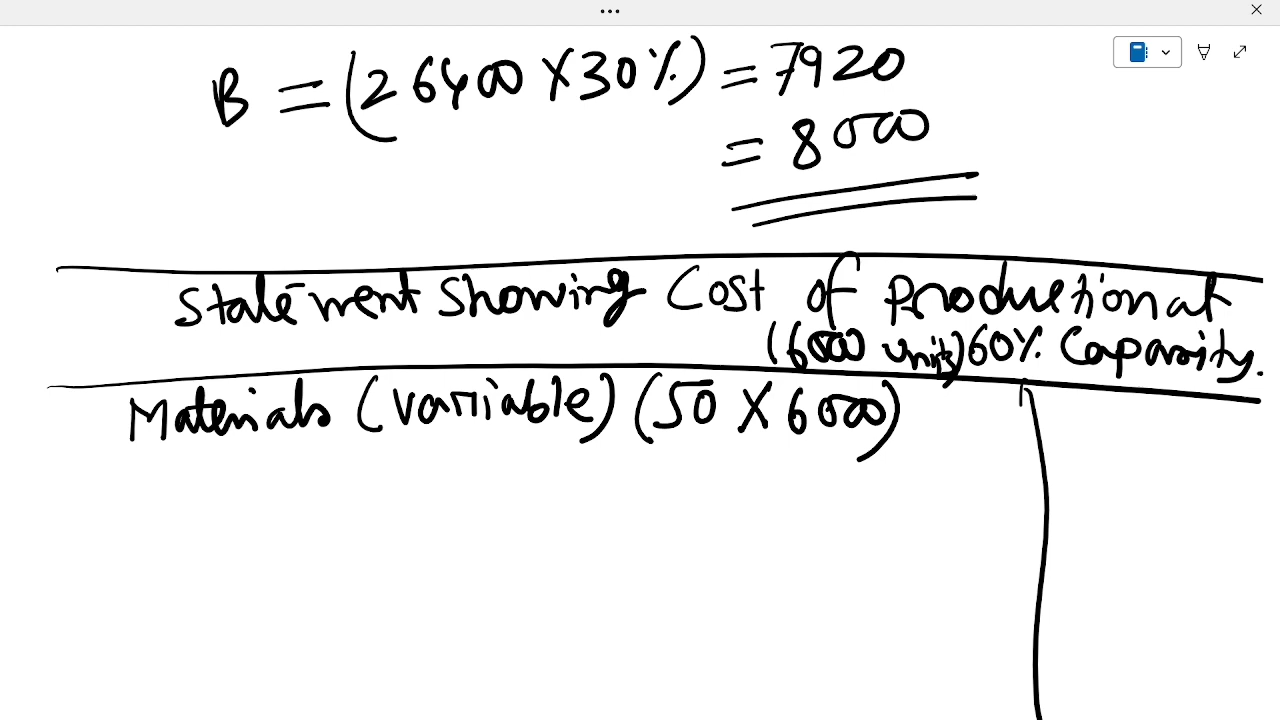 B = (26400 X 30%) = 7920
= 8000
Statement Showing Cost of Production at
(6000 units) 60% Capacity.
Materials (variable) (50 X 6000)